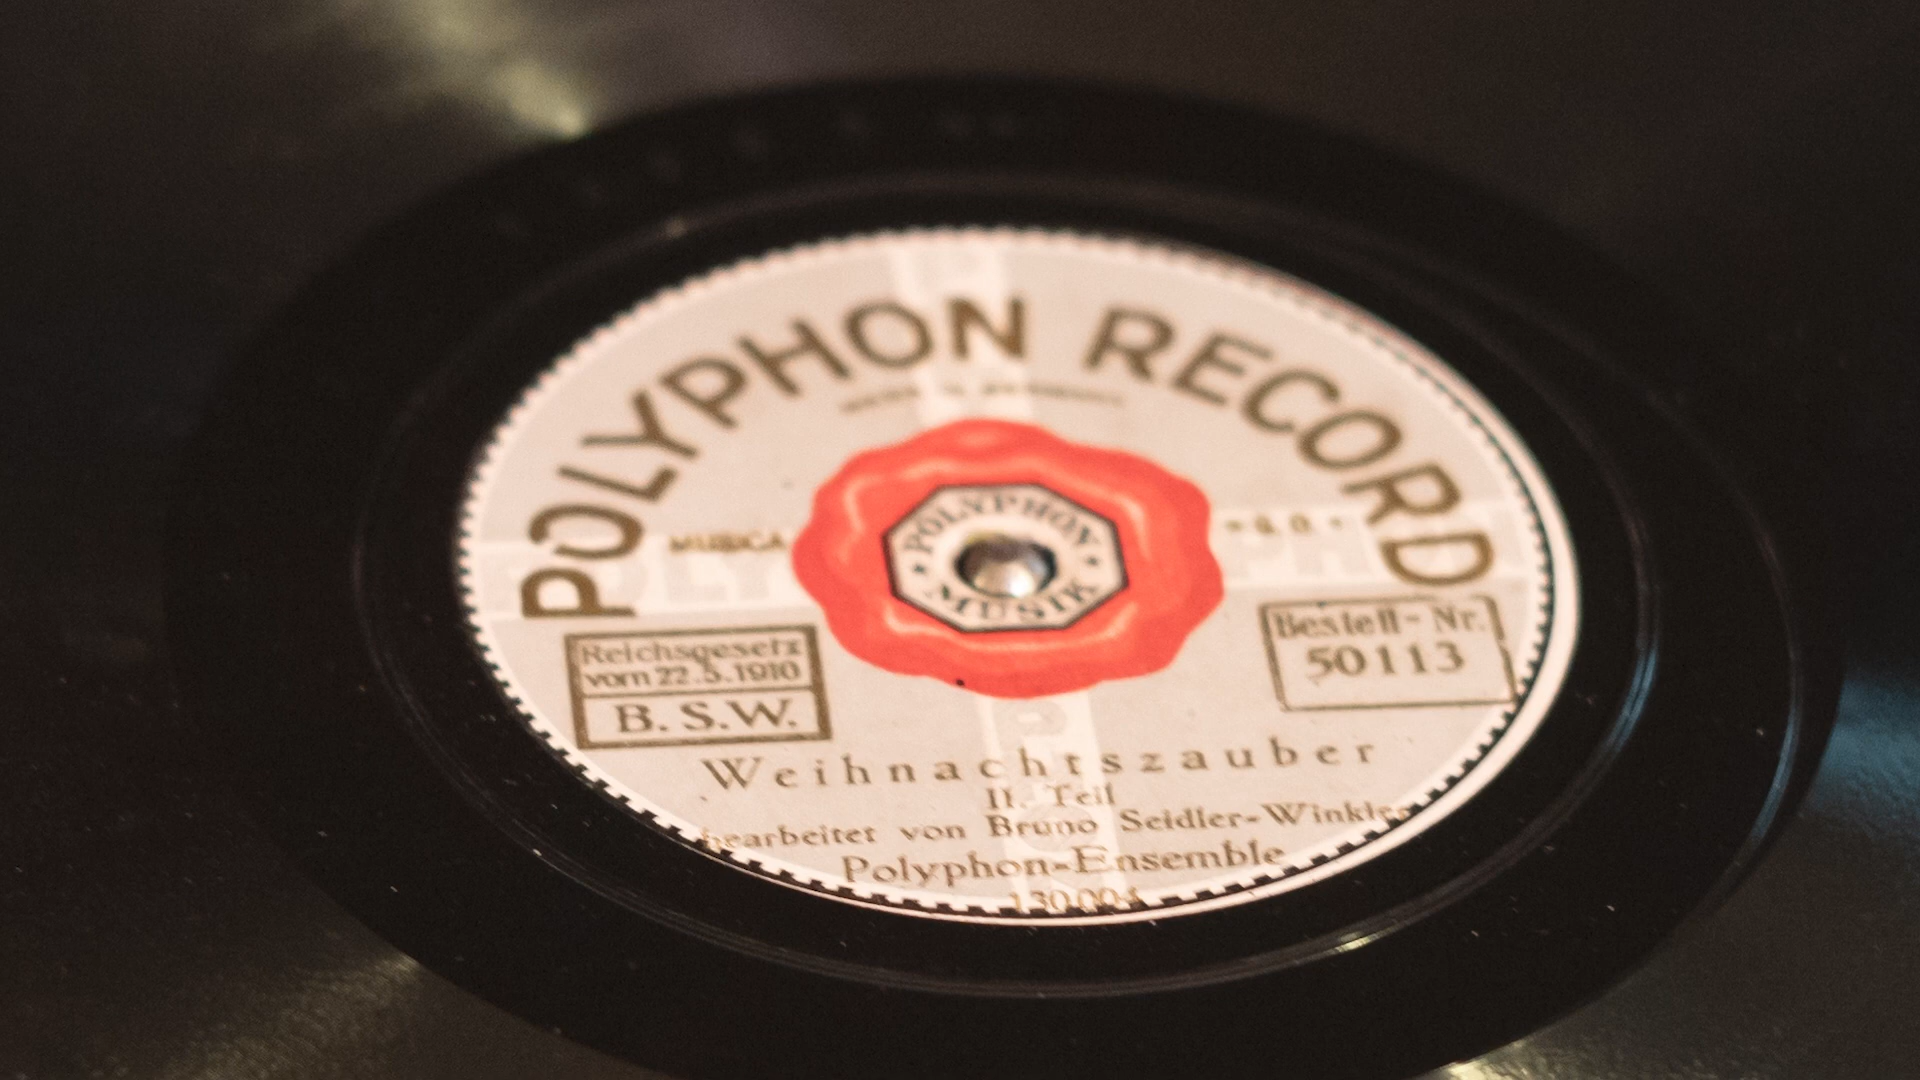 POLYPHON RECORD
MUSICA
POLYPHON
MUSIK
Reichsgesetz
vom 22.5.1910
B.S.W.
Bestell-Nr.
50113
Weihnachtszauber
II. Teil
bearbeitet von Bruno Seidler-Winkler
Polyphon-Ensemble